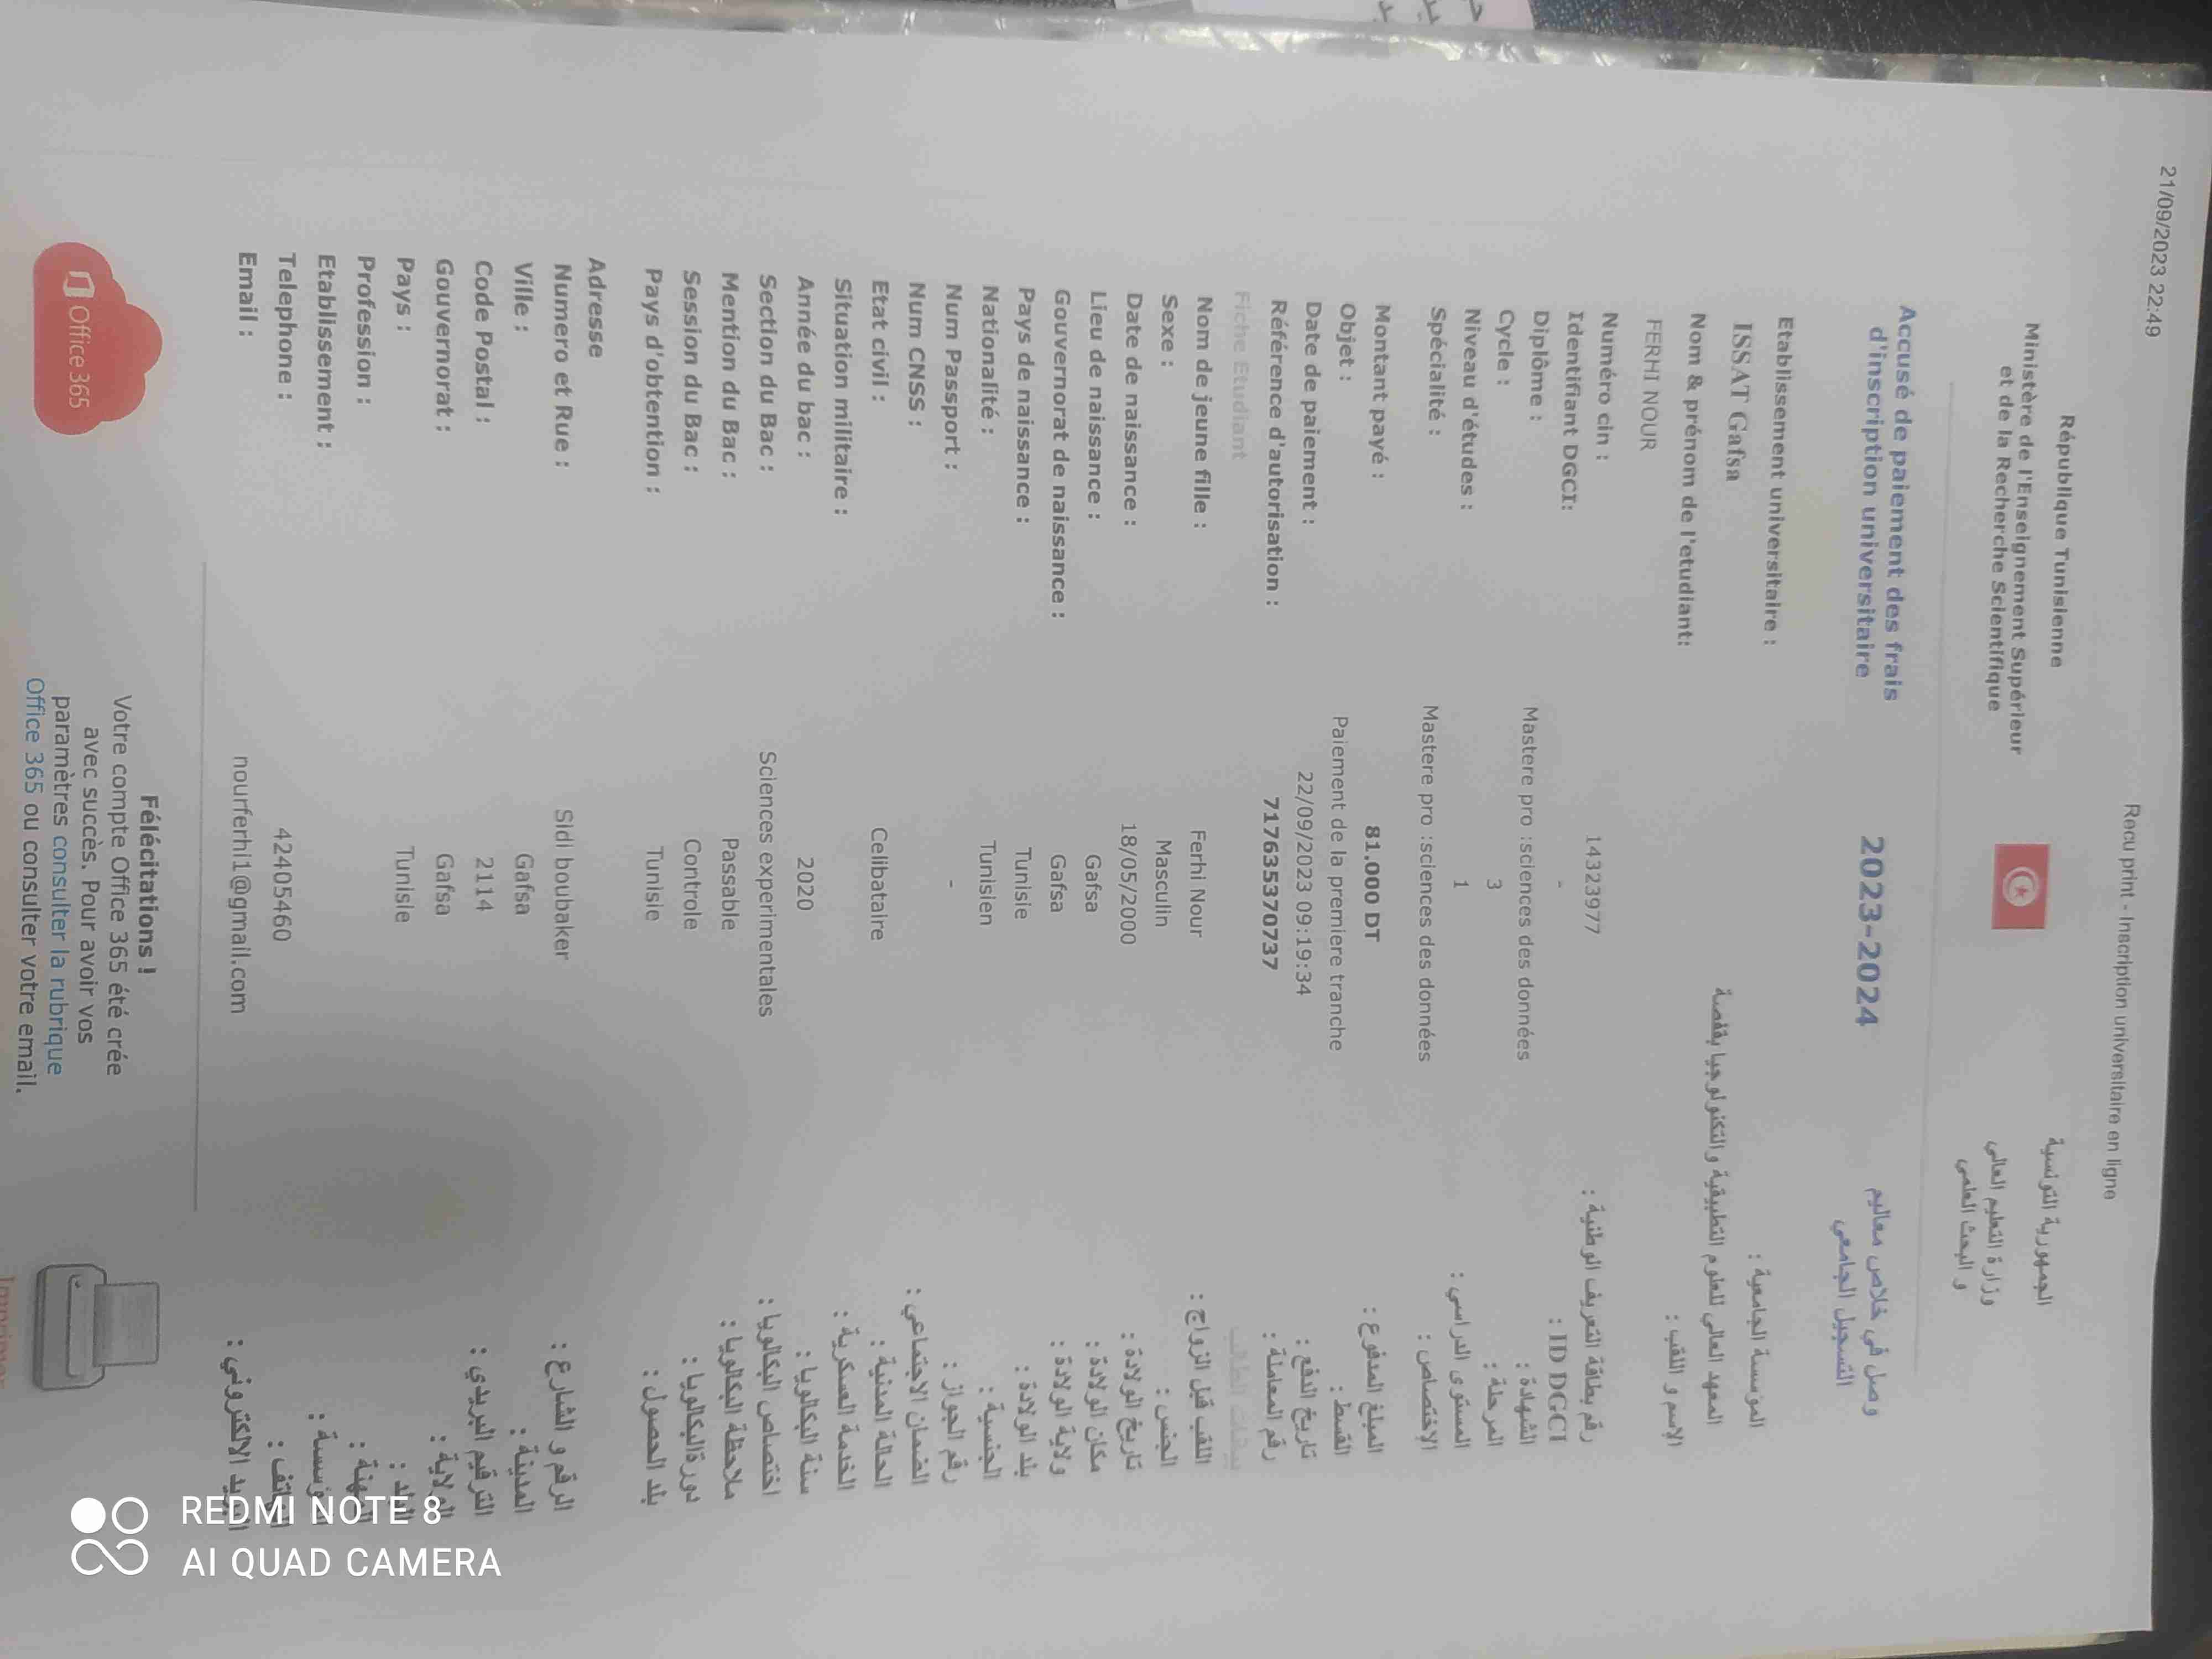 21/09/2023 22:49
Recu print - Inscription universitaire en ligne
République Tunisienne
Ministère de l'Enseignement Supérieur
et de la Recherche Scientifique
الجمهورية التونسية
وزارة التعليم العالي
و البحث العلمي
Accusé de paiement des frais
d'inscription universitaire
2023-2024
وصل في خلاص معاليم
التسجيل الجامعي
Etablissement universitaire : المؤسسة الجامعية :
ISSAT Gafsa المعهد العالي للعلوم التطبيقية والتكنولوجيا بقفصة
Nom & prénom de l'etudiant: الإسم و اللقب :
FERHI NOUR
Numéro cin : 14323977 رقم بطاقة التعريف الوطنية :
Identifiant DGCI: - ID DGCI :
Diplôme : Mastere pro :sciences des données الشهادة :
Cycle : 3 المرحلة :
Niveau d'études : 1 المستوى الدراسي :
Spécialité : Mastere pro :sciences des données الإختصاص :
Montant payé : 81.000 DT المبلغ المدفوع :
Objet : Paiement de la premiere tranche القسط :
Date de paiement : 22/09/2023 09:19:34 تاريخ الدفع :
Référence d'autorisation : 717635370737 رقم المعاملة :
Fiche Etudiant
Nom de jeune fille : Ferhi Nour اللقب قبل الزواج :
Sexe : Masculin الجنس :
Date de naissance : 18/05/2000 تاريخ الولادة :
Lieu de naissance : Gafsa مكان الولادة :
Gouvernorat de naissance : Gafsa ولاية الولادة :
Pays de naissance : Tunisie بلد الولادة :
Nationalité : Tunisien الجنسية :
Num Passport : - رقم الجواز :
Num CNSS : الضمان الاجتماعي :
Etat civil : Celibataire الحالة المدنية :
Situation militaire : الخدمة العسكرية :
Année du bac : 2020 سنة البكالويا :
Section du Bac : Sciences experimentales اختصاص البكالويا :
Mention du Bac : Passable ملاحظة البكالويا :
Session du Bac : Controle دورةالبكالويا :
Pays d'obtention : Tunisie بلد الحصول :
Adresse
Numero et Rue : Sidi boubaker الرقم و الشارع :
Ville : Gafsa المدينة :
Code Postal : 2114 الترقيم البريدي :
Gouvernorat : Gafsa الولاية :
Pays : Tunisie
Profession :
Etablissement :
Telephone : 42405460
Email : nourferhi1@gmail.com البريد الالكتروني :
Office 365
Félécitations !
Votre compte Office 365 été crée
avec succès. Pour avoir vos
paramètres consulter la rubrique
Office 365 ou consulter votre email.
REDMI NOTE 8
AI QUAD CAMERA